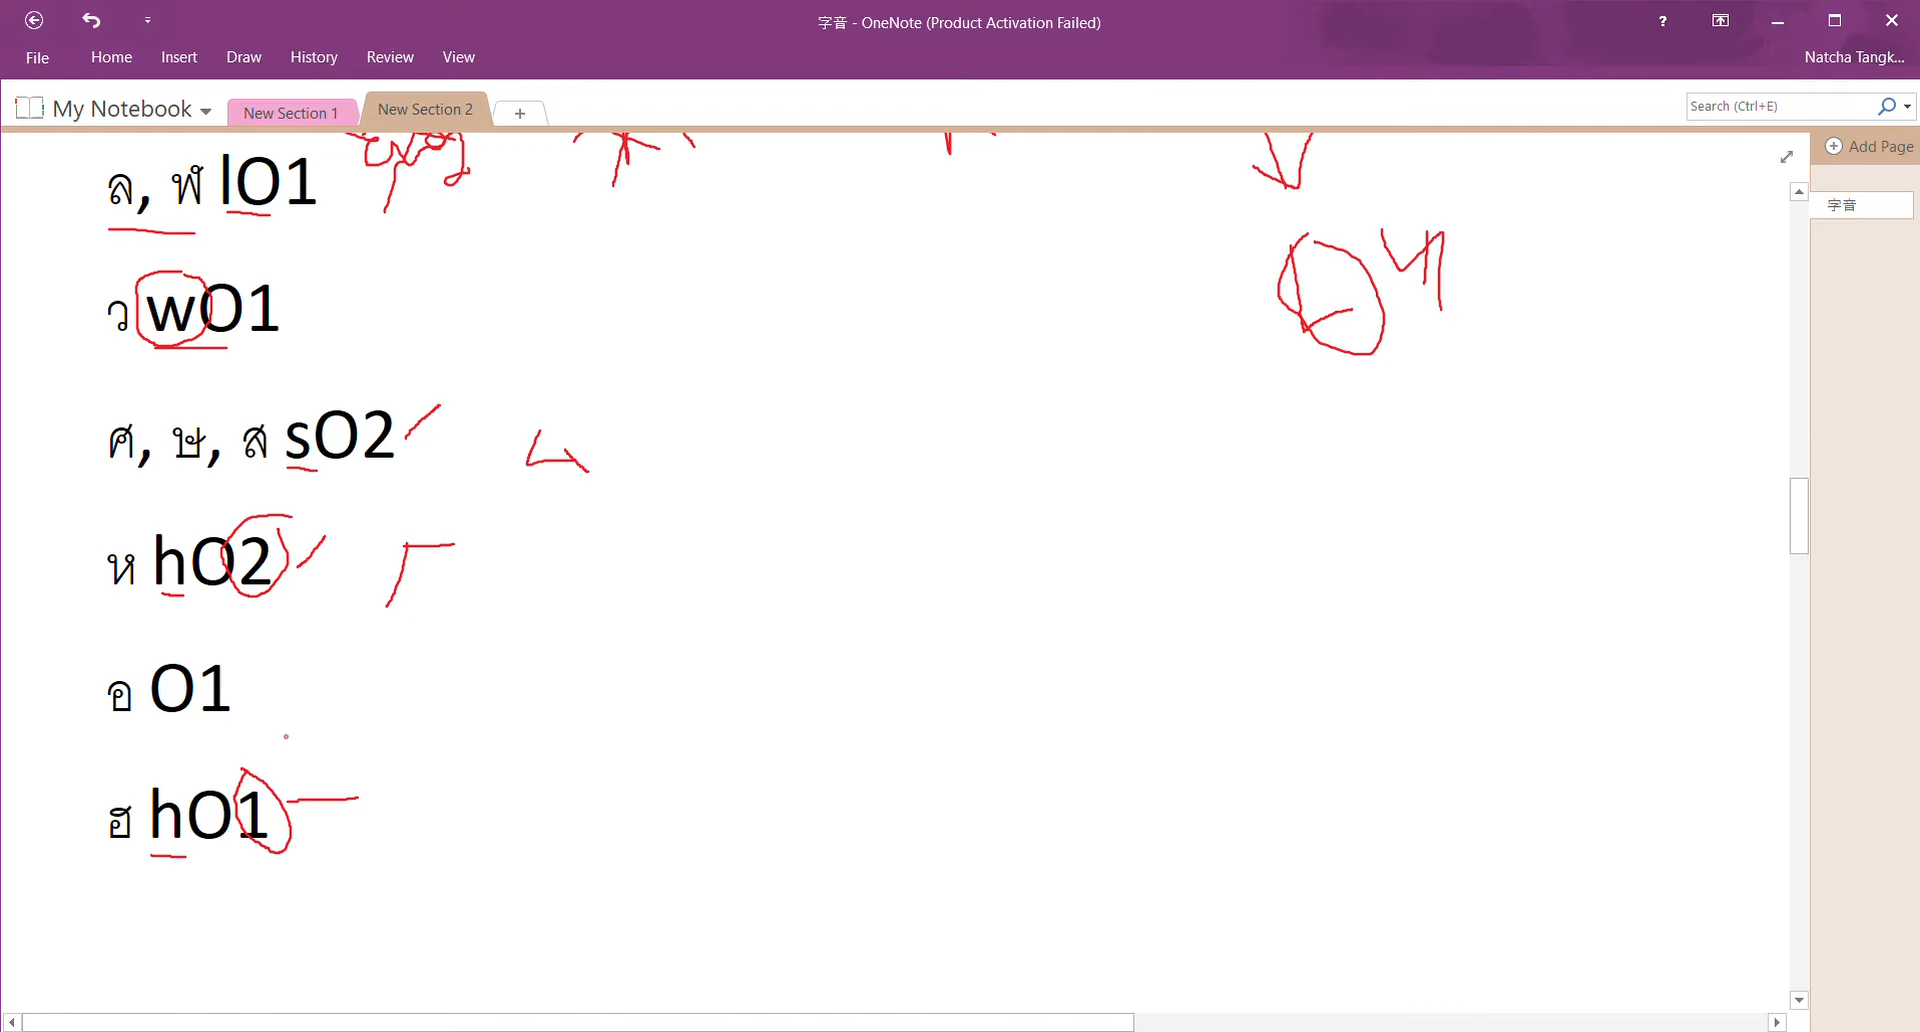 字音 - OneNote (Product Activation Failed)
?
File Home Insert Draw History Review View
Natcha Tangk...
My Notebook
New Section 1
New Section 2
+
Search (Ctrl+E)
Add Page
字音
ล, ฬ lO1
ว wO1
ศ, ษ, ส sO2
ห hO2
อ O1
ฮ hO1